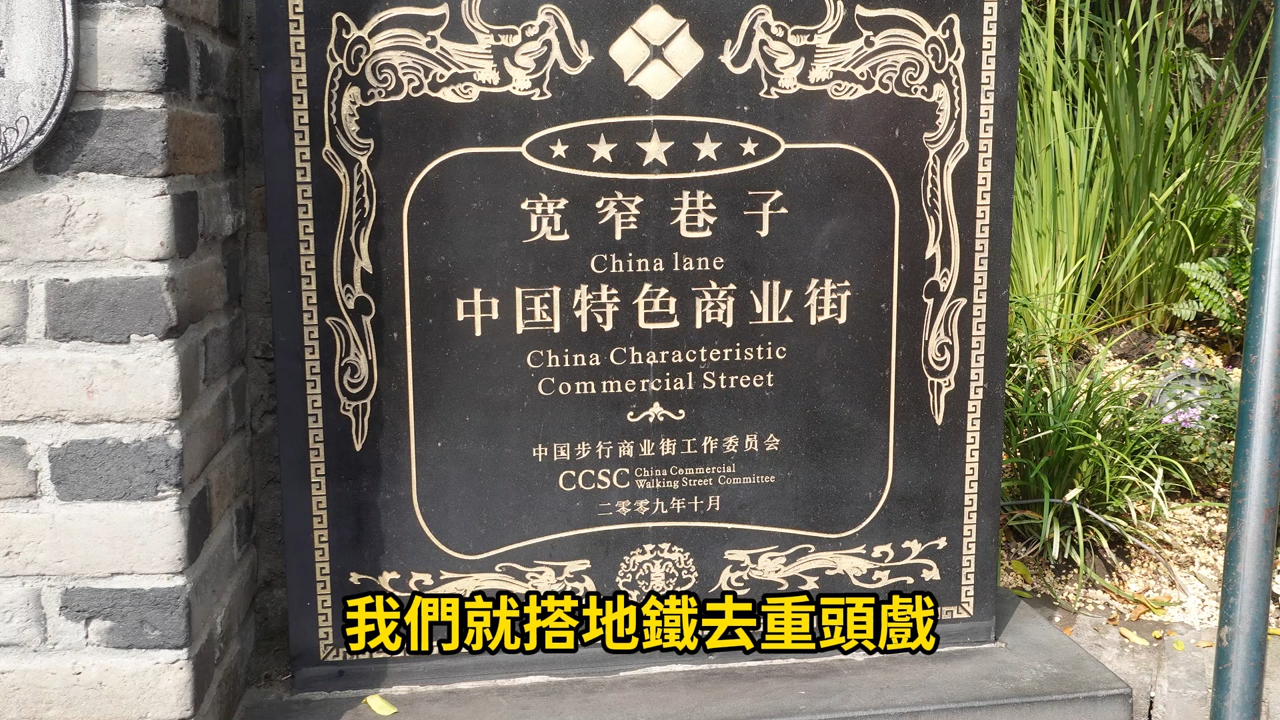 宽窄巷子
China lane
中国特色商业街
China Characteristic
Commercial Street
中国步行商业街工作委员会
CCSC China Commercial
Walking Street Committee
二零零九年十月
我們就搭地鐵去重頭戲